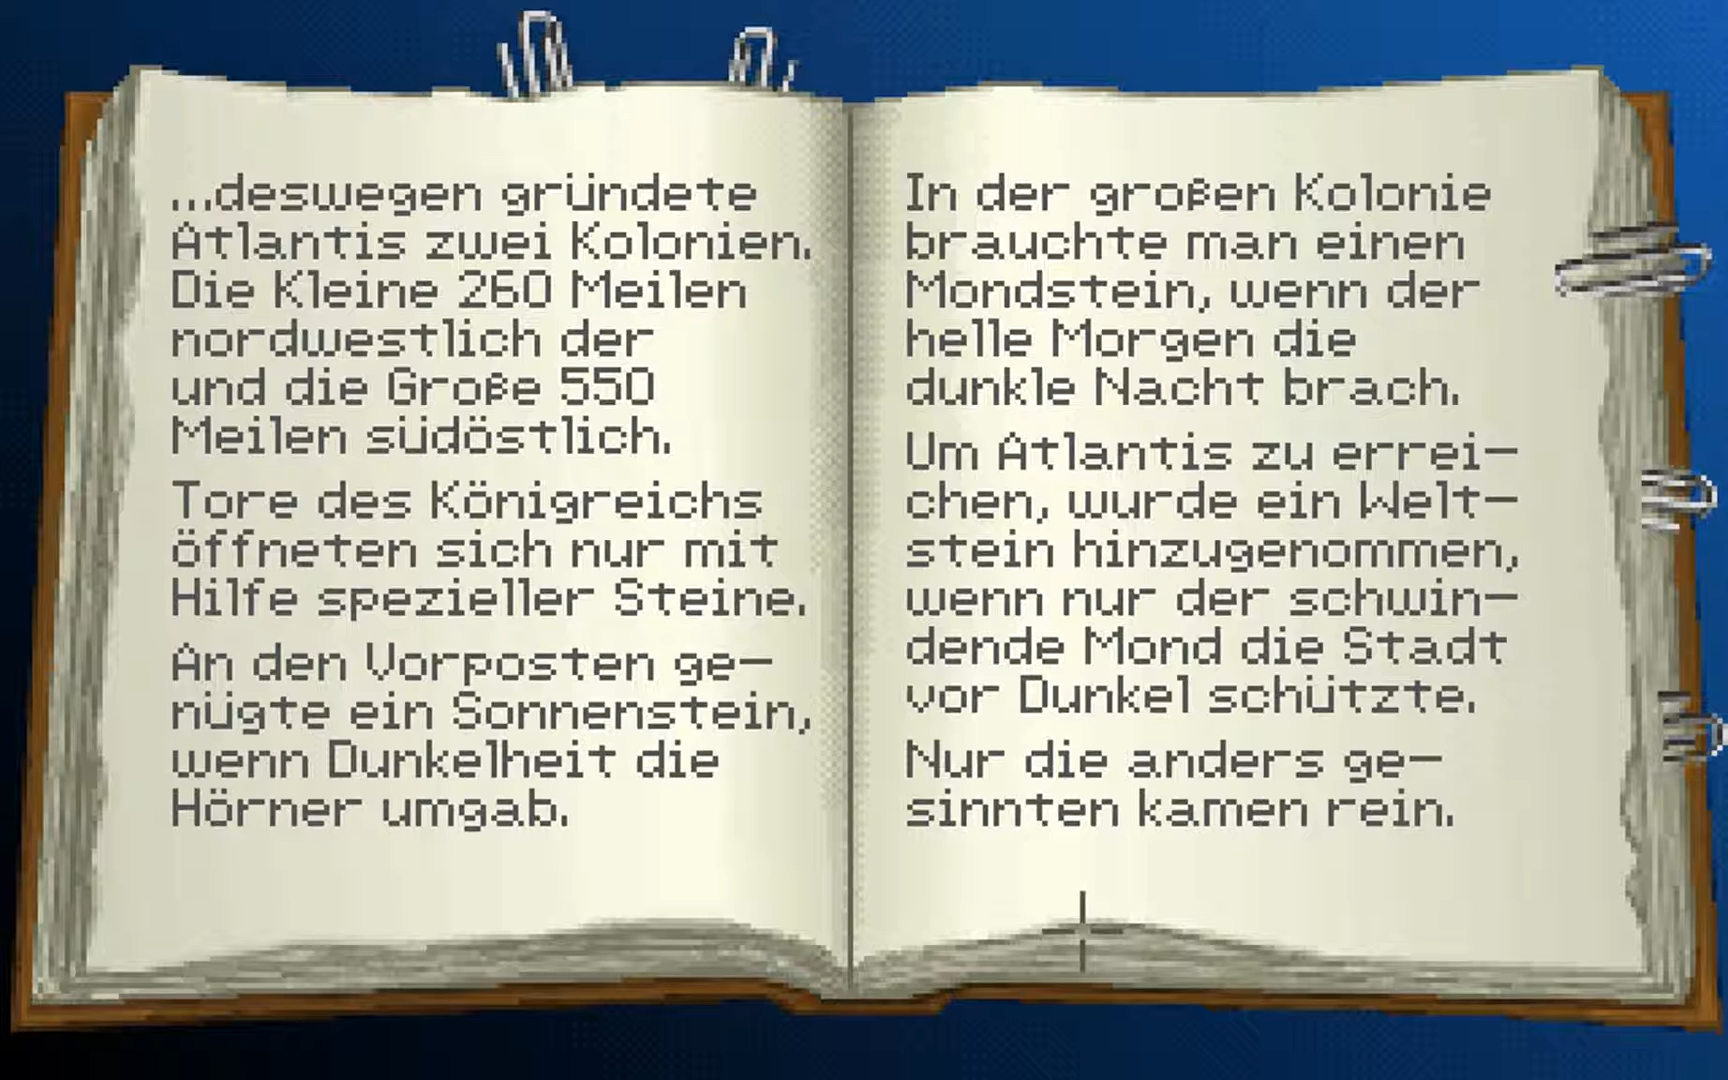 ...deswegen gründete
Atlantis zwei Kolonien.
Die Kleine 260 Meilen
nordwestlich der
und die Große 550
Meilen südöstlich.
Tore des Königreichs
öffneten sich nur mit
Hilfe spezieller Steine.
An den Vorposten ge-
nügte ein Sonnenstein,
wenn Dunkelheit die
Hörner umgab.
In der großen Kolonie
brauchte man einen
Mondstein, wenn der
helle Morgen die
dunkle Nacht brach.
Um Atlantis zu errei-
chen, wurde ein Welt-
stein hinzugenommen,
wenn nur der schwin-
dende Mond die Stadt
vor Dunkel schützte.
Nur die anders ge-
sinnten kamen rein.